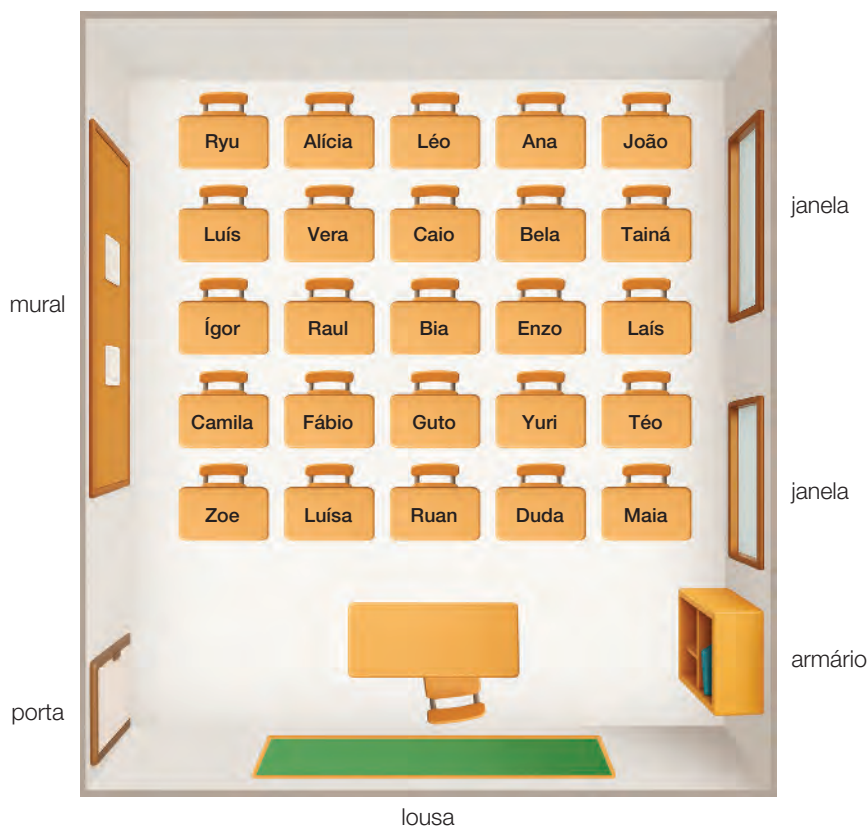 Ryu Alícia Léo Ana João
janela
Luís Vera Caio Bela Tainá
mural
Ígor Raul Bia Enzo Laís
Camila Fábio Guto Yuri Téo
janela
Zoe Luísa Ruan Duda Maia
armário
porta
lousa